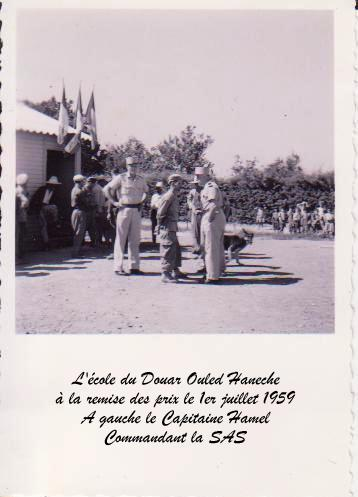 L'école du Douar Ouled Haneche
à la remise des prix le 1er juillet 1959
A gauche le Capitaine Hamel
Commandant la SAS